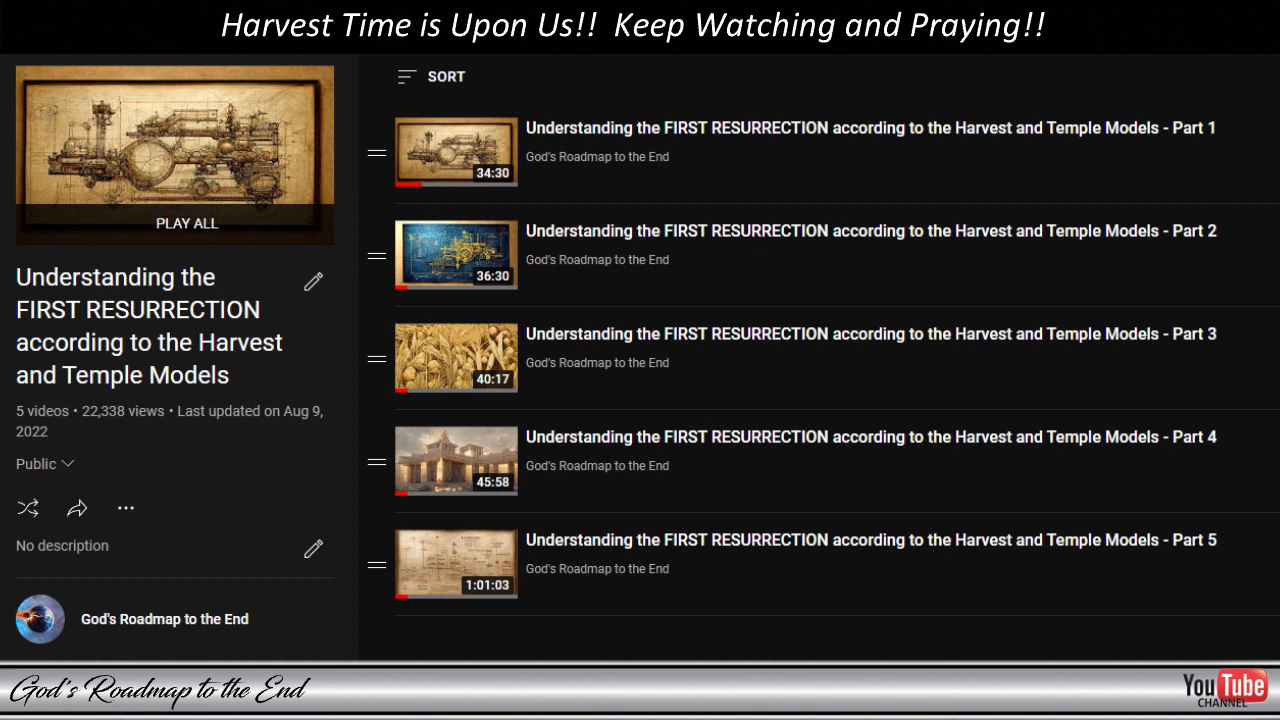 Harvest Time is Upon Us!! Keep Watching and Praying!!
PLAY ALL
Understanding the
FIRST RESURRECTION
according to the Harvest
and Temple Models
5 videos • 22,338 views • Last updated on Aug 9,
2022
Public
No description
God's Roadmap to the End
SORT
34:30
Understanding the FIRST RESURRECTION according to the Harvest and Temple Models - Part 1
God's Roadmap to the End
36:30
Understanding the FIRST RESURRECTION according to the Harvest and Temple Models - Part 2
God's Roadmap to the End
40:17
Understanding the FIRST RESURRECTION according to the Harvest and Temple Models - Part 3
God's Roadmap to the End
45:58
Understanding the FIRST RESURRECTION according to the Harvest and Temple Models - Part 4
God's Roadmap to the End
1:01:03
Understanding the FIRST RESURRECTION according to the Harvest and Temple Models - Part 5
God's Roadmap to the End
God's Roadmap to the End
YouTube
CHANNEL